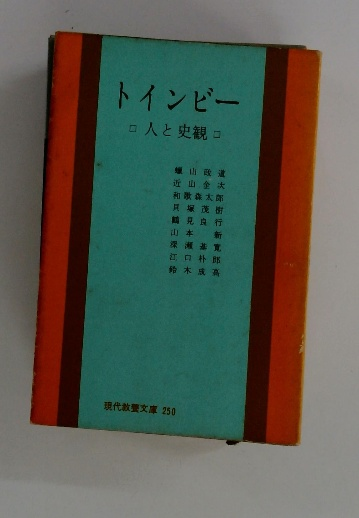 トインビー
□ 人と史観 □
蠟山政道
近山金次
和歌森太郎
貝塚茂樹
鶴見良行
山本 新
深瀬基寛
江口朴郎
鈴木成高
現代教養文庫 250